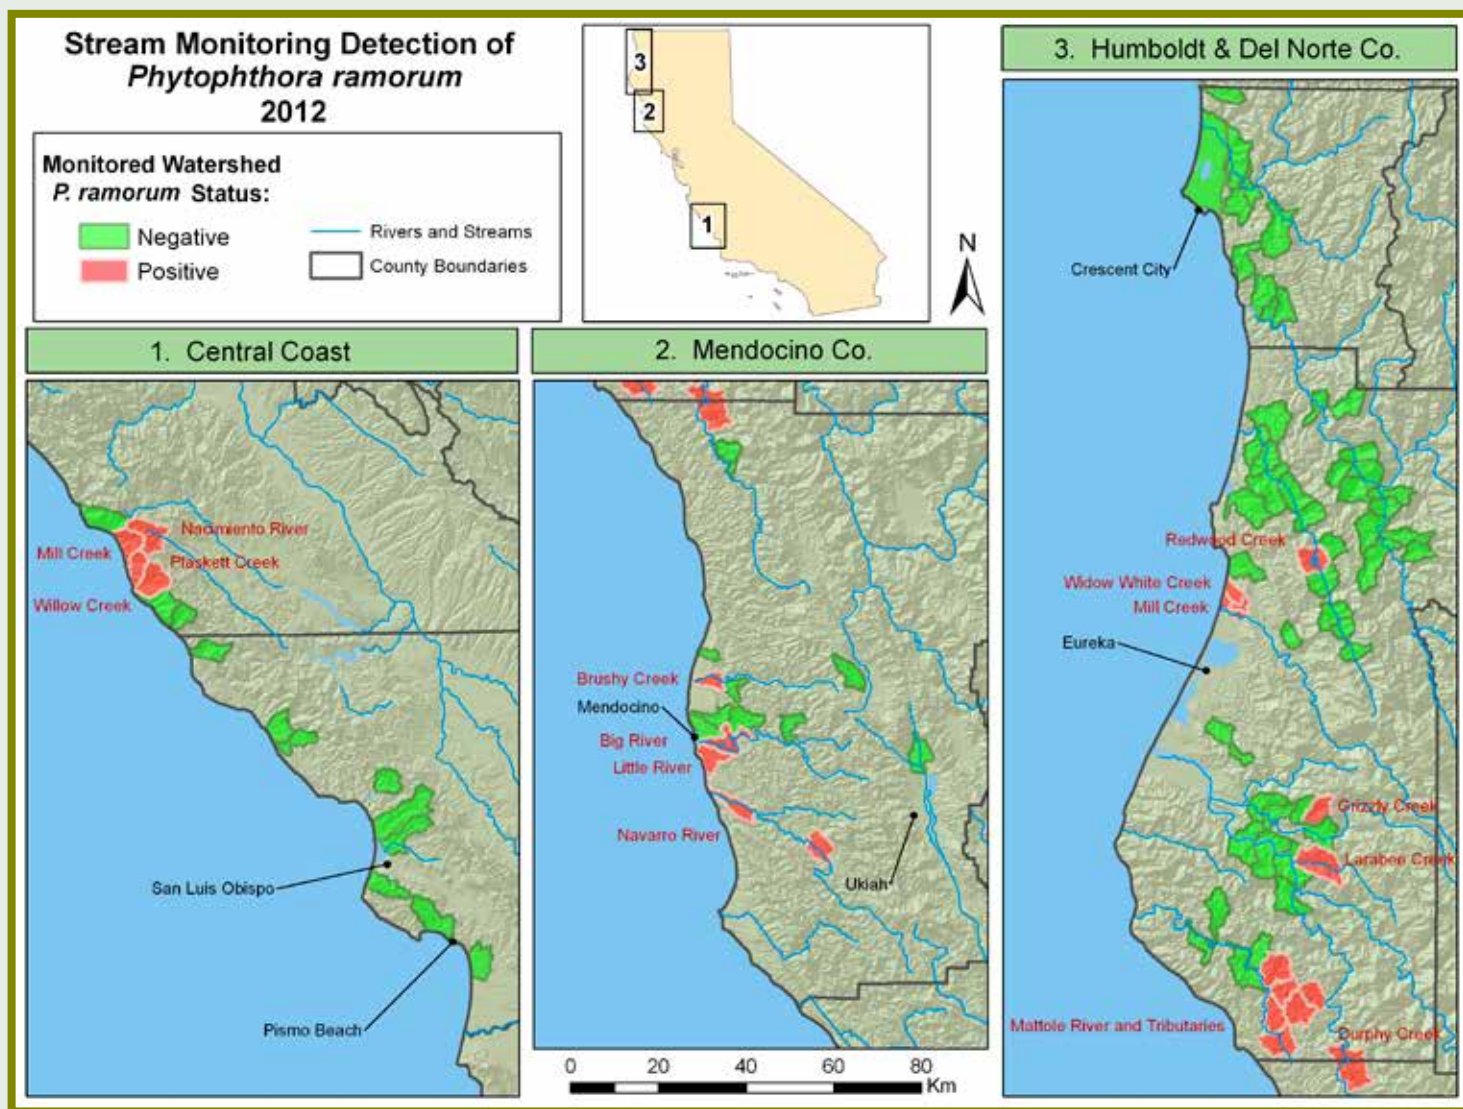 Stream Monitoring Detection of
Phytophthora ramorum
2012
Monitored Watershed
P. ramorum Status:
Negative
Positive
Rivers and Streams
County Boundaries
3
2
1
N
1. Central Coast
Nacimiento River
Mill Creek
Plaskett Creek
Willow Creek
San Luis Obispo
Pismo Beach
2. Mendocino Co.
Brushy Creek
Mendocino
Big River
Little River
Navarro River
Ukiah
0 20 40 60 80
Km
3. Humboldt & Del Norte Co.
Crescent City
Redwood Creek
Widow White Creek
Mill Creek
Eureka
Grizzly Creek
Larabee Creek
Mattole River and Tributaries
Durphy Creek